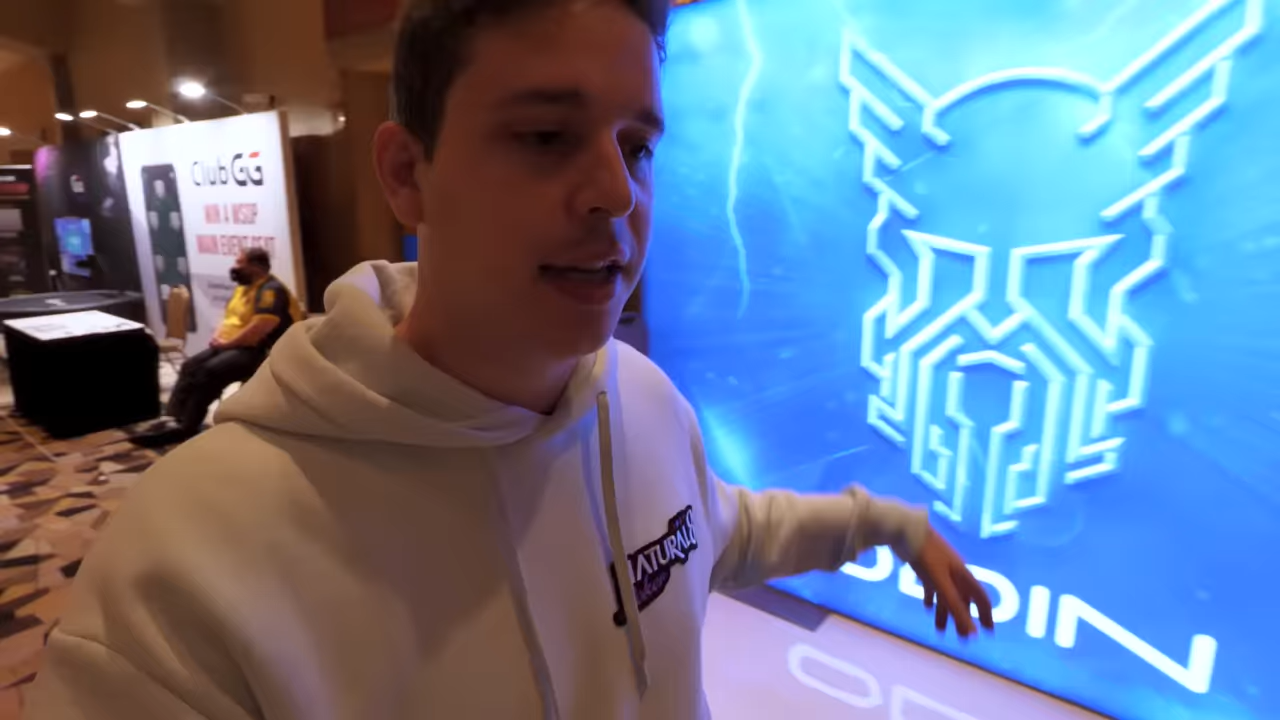 Club GG
WIN A WSOP
MAIN EVENT SEAT
NATURAL8
ODIN